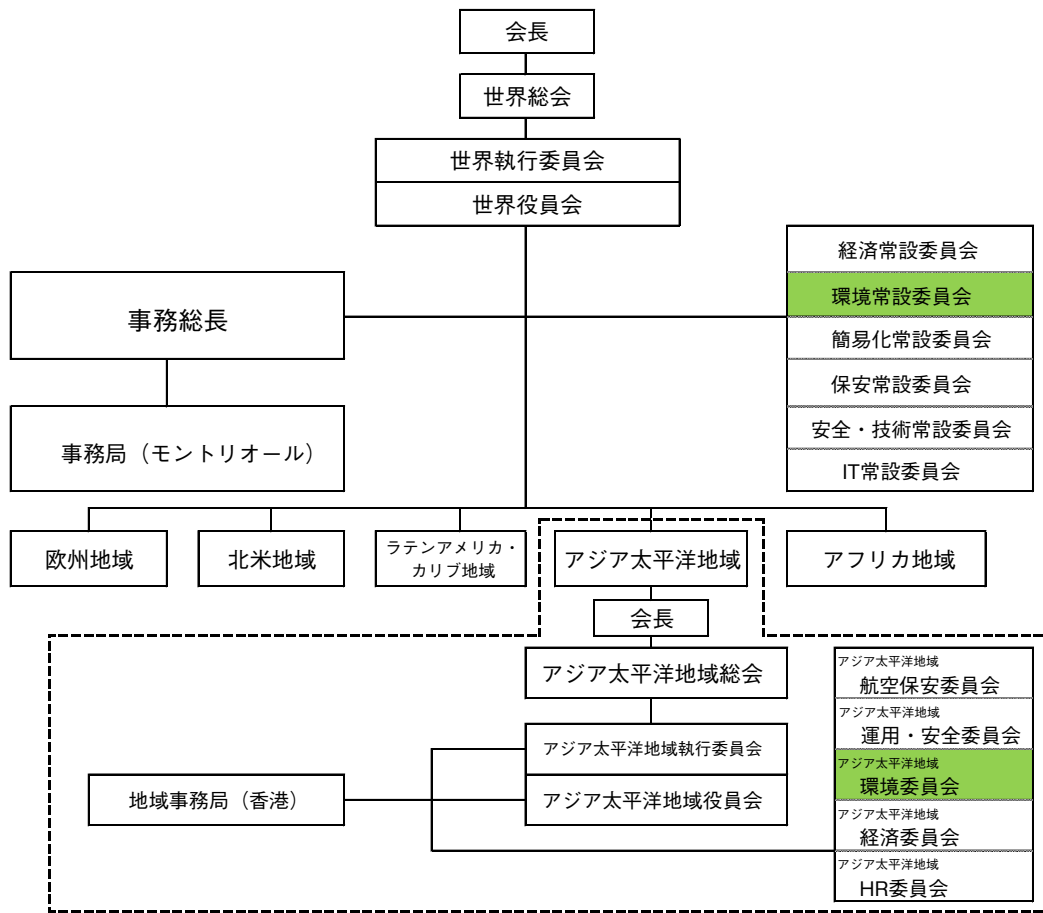 会長
世界総会
世界執行委員会
世界役員会
経済常設委員会
環境常設委員会
簡易化常設委員会
保安常設委員会
安全・技術常設委員会
IT常設委員会
事務総長
事務局（モントリオール）
欧州地域
北米地域
ラテンアメリカ・
カリブ地域
アジア太平洋地域
アフリカ地域
会長
アジア太平洋地域総会
アジア太平洋地域執行委員会
アジア太平洋地域役員会
地域事務局（香港）
アジア太平洋地域
航空保安委員会
アジア太平洋地域
運用・安全委員会
アジア太平洋地域
環境委員会
アジア太平洋地域
経済委員会
アジア太平洋地域
HR委員会